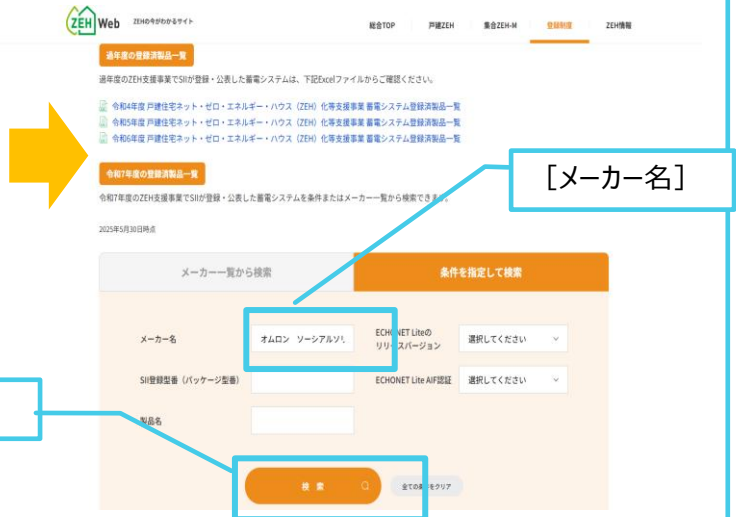 ZEH Web ZEHの今がわかるサイト
総合TOP 戸建ZEH 集合ZEH-M 登録制度 ZEH情報
過年度の登録済製品一覧
過年度のZEH支援事業でSIIが登録・公表した蓄電システムは、下記Excelファイルからご確認ください。
令和4年度 戸建住宅ネット・ゼロ・エネルギー・ハウス（ZEH）化等支援事業 蓄電システム登録済製品一覧
令和5年度 戸建住宅ネット・ゼロ・エネルギー・ハウス（ZEH）化等支援事業 蓄電システム登録済製品一覧
令和6年度 戸建住宅ネット・ゼロ・エネルギー・ハウス（ZEH）化等支援事業 蓄電システム登録済製品一覧
令和7年度の登録済製品一覧
［メーカー名］
令和7年度のZEH支援事業でSIIが登録・公表した蓄電システムを条件またはメーカー一覧から検索できます。
2025年5月30日時点
メーカー一覧から検索 条件を指定して検索
メーカー名 オムロン ソーシアルソリ
ECHONET Liteの
リリースバージョン 選択してください
SII登録型番（パッケージ型番） ECHONET Lite AIF認証 選択してください
製品名
検 索 全ての条件をクリア